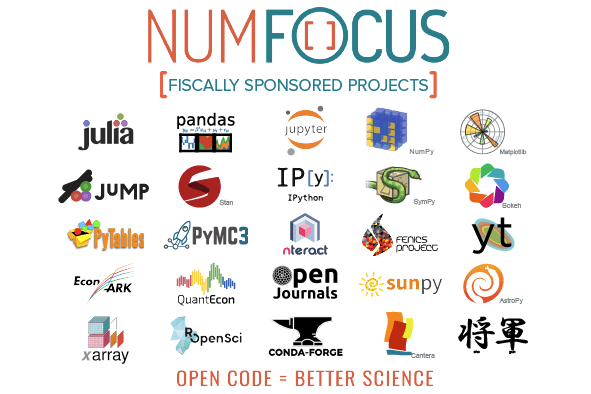 NUMFOCUS
[FISCALLY SPONSORED PROJECTS]
julia
pandas
jupyter
NumPy
Matplotlib
JUMP
Stan
IP[y]:
IPython
SymPy
Bokeh
PyTables
PyMC3
nteract
FENICS
PROJECT
yt
Econ
ARK
QuantEcon
Open
Journals
sunpy
AstroPy
xarray
ROpenSci
CONDA-FORGE
Cantera
将軍
OPEN CODE = BETTER SCIENCE